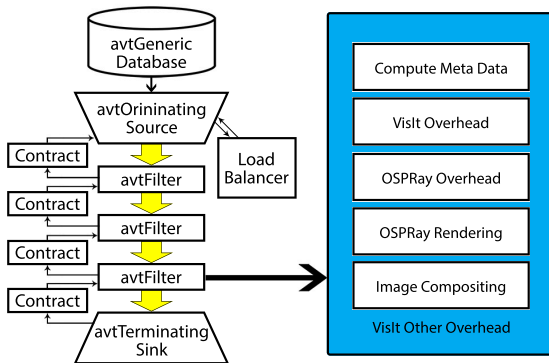 avtGeneric
Database
avtOrininating
Source
Contract
avtFilter
Load
Balancer
Contract
avtFilter
Contract
avtFilter
Contract
avtTerminating
Sink
Compute Meta Data
VisIt Overhead
OSPRay Overhead
OSPRay Rendering
Image Compositing
VisIt Other Overhead